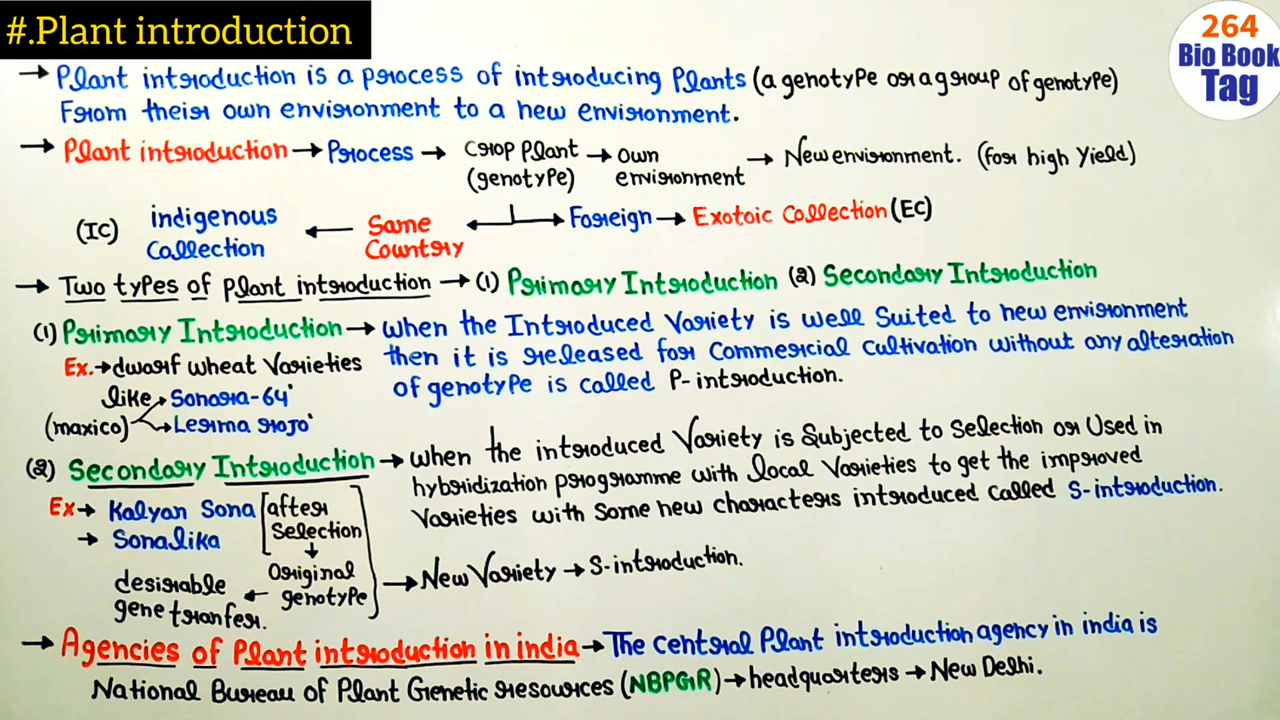 #.Plant introduction
264
Bio Book
Tag
→ Plant introduction is a process of introducing Plants (a genotype or a group of genotype)
From their own environment to a new environment.
→ Plant introduction → Process → Crop Plant → own → New environment. (for high Yield)
(genotype) environment
(IC) indigenous ← Same → Foreign → Exotoic Collection (EC)
Collection Country
→ Two types of plant introduction → (1) Primary Introduction (2) Secondary Introduction
(1) Primary Introduction → when the Introduced Variety is well Suited to new environment
Ex. → dwarf wheat Varieties then it is released for Commercial Cultivation without any alteration
like → Sonora-64' of genotype is called P-introduction.
(maxico) → Lerma rojo'
(2) Secondary Introduction → when the introduced Variety is Subjected to Selection or Used in
hybridization programme with local Varieties to get the improved
Ex → Kalyan Sona [after Varieties with Some new characters introduced called S-introduction.
→ Sonalika Selection
↓
desirable ← Original → New Variety → S-introduction.
gene tranfer. genotype
→ Agencies of Plant introduction in india → The central Plant introduction agency in india is
National Bureau of Plant Genetic resources (NBPGR) → headquarters → New Delhi.